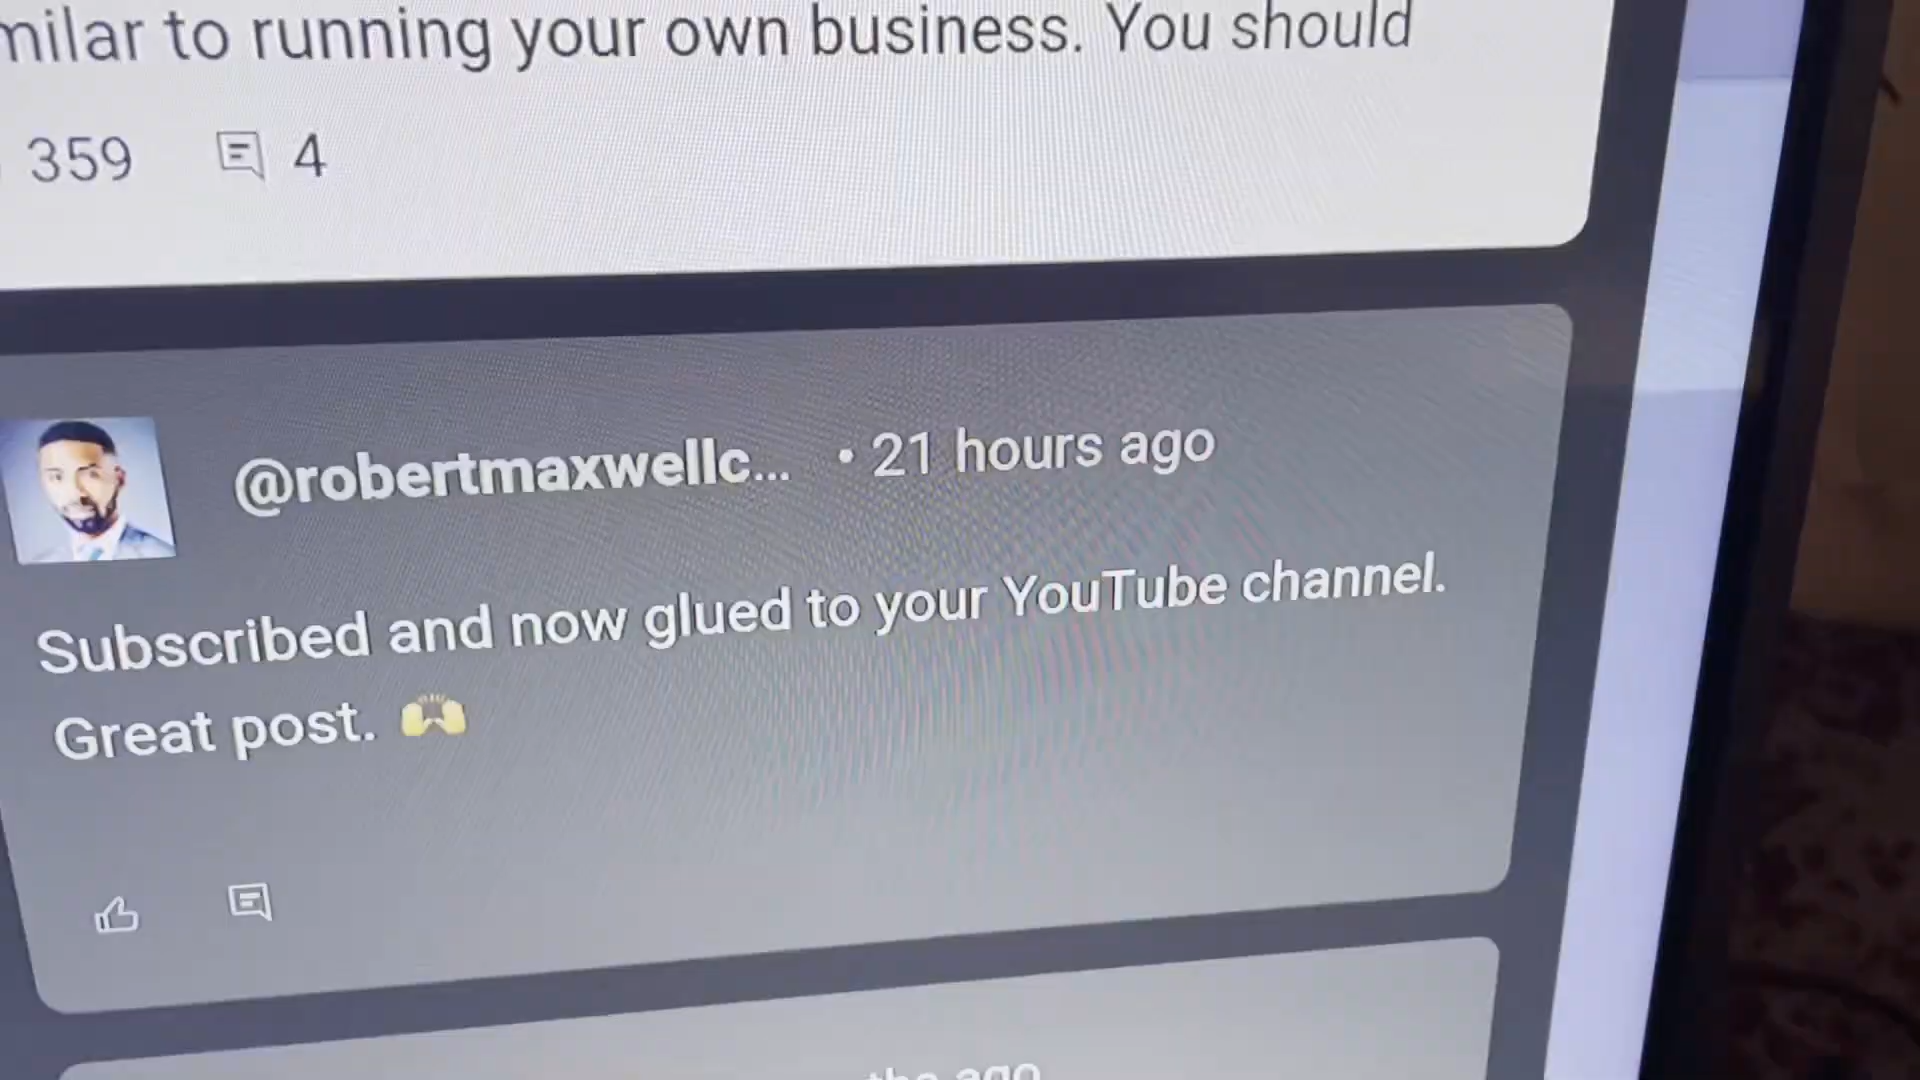 milar to running your own business. You should
359 4
@robertmaxwellc... • 21 hours ago
Subscribed and now glued to your YouTube channel.
Great post. 🙌
ago